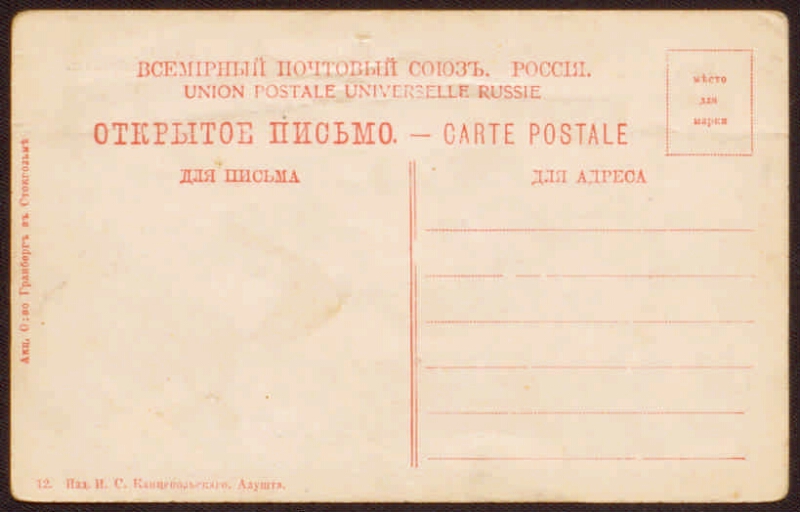 ВСЕМІРНЫЙ ПОЧТОВЫЙ СОЮЗЪ. РОССІЯ.
UNION POSTALE UNIVERSELLE RUSSIE
мѣсто
для
марки
ОТКРЫТОЕ ПИСЬМО. — CARTE POSTALE
ДЛЯ ПИСЬМА
ДЛЯ АДРЕСА
Акц. О:во Гранбергъ въ Стокгольмѣ
12. Изд. И. С. Канцевольскаго. Алушта.